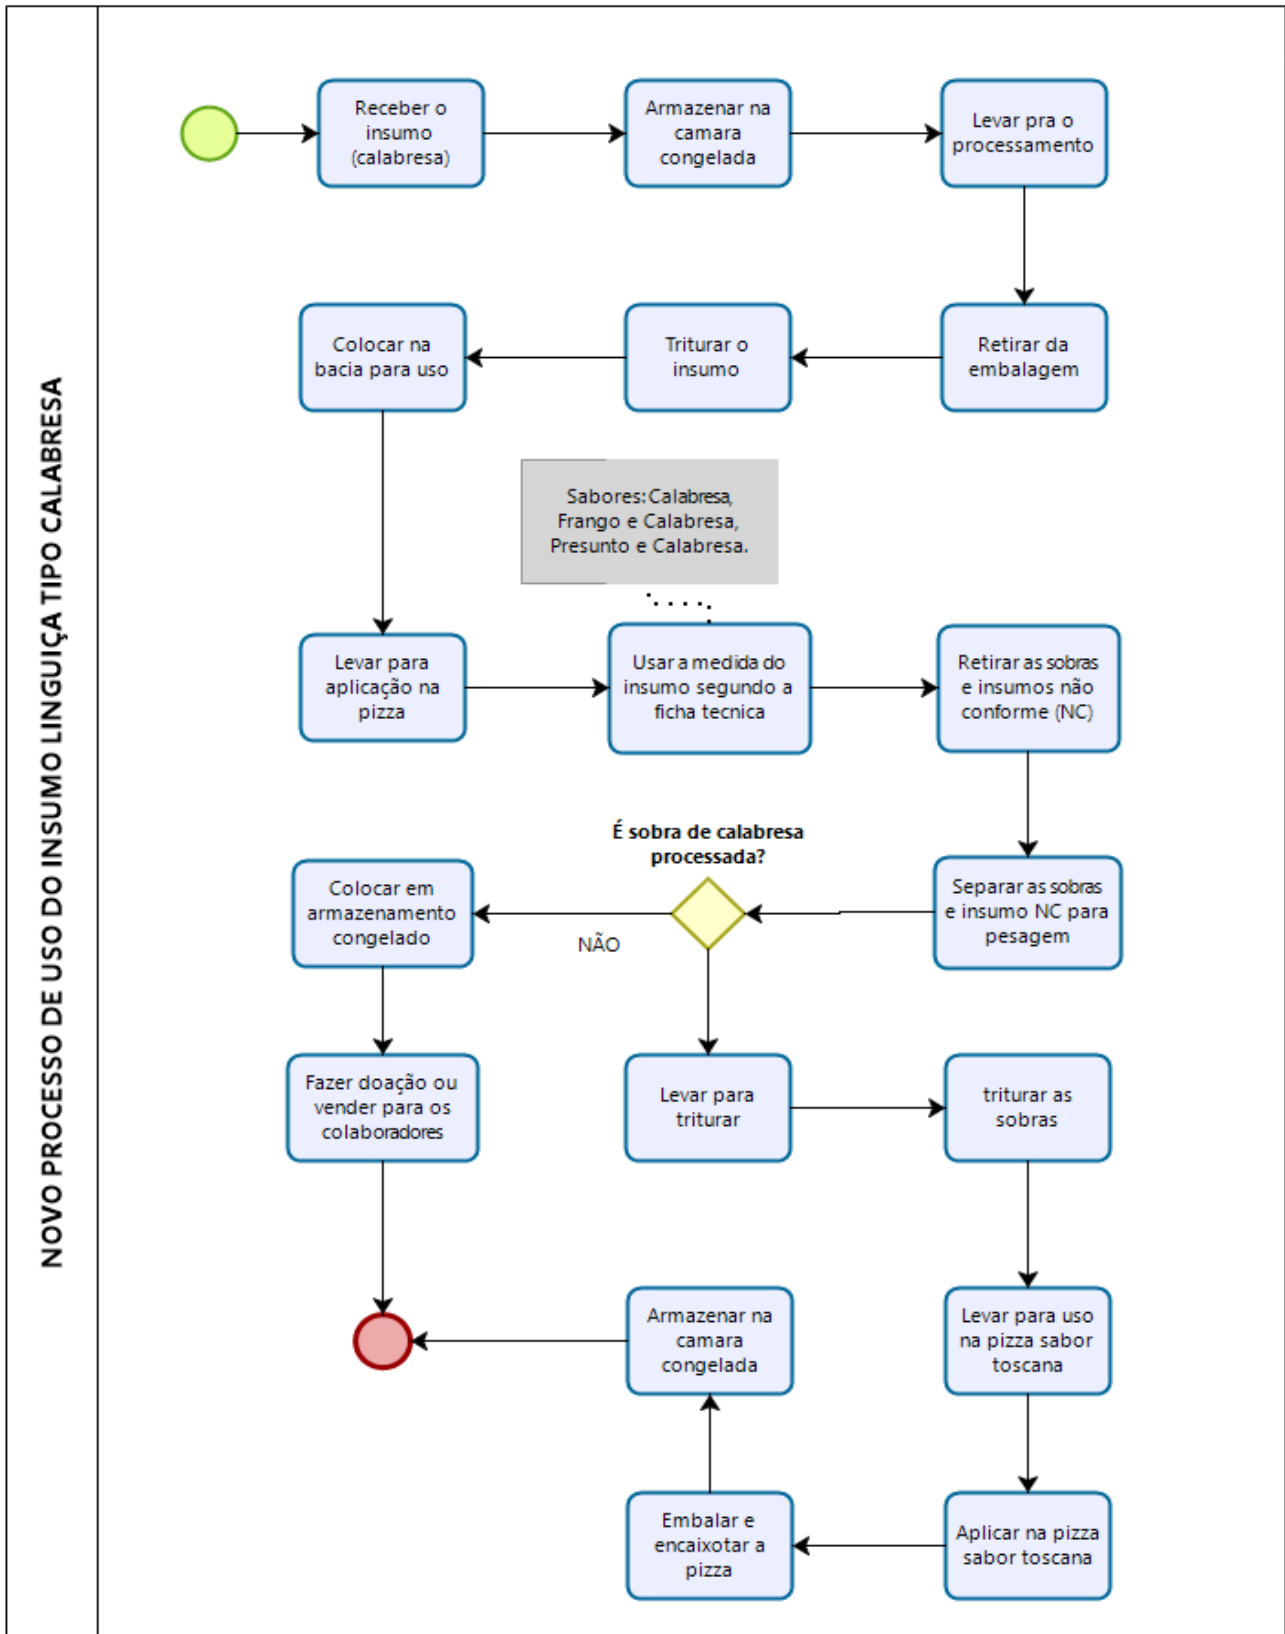 NOVO PROCESSO DE USO DO INSUMO LINGUIÇA TIPO CALABRESA
Receber o
insumo
(calabresa)
Armazenar na
camara
congelada
Levar pra o
processamento
Retirar da
embalagem
Triturar o
insumo
Colocar na
bacia para uso
Sabores: Calabresa,
Frango e Calabresa,
Presunto e Calabresa.
Levar para
aplicação na
pizza
Usar a medida do
insumo segundo a
ficha tecnica
Retirar as sobras
e insumos não
conforme (NC)
Separar as sobras
e insumo NC para
pesagem
É sobra de calabresa
processada?
NÃO
Colocar em
armazenamento
congelado
Fazer doação ou
vender para os
colaboradores
Levar para
triturar
triturar as
sobras
Levar para uso
na pizza sabor
toscana
Aplicar na pizza
sabor toscana
Embalar e
encaixotar a
pizza
Armazenar na
camara
congelada